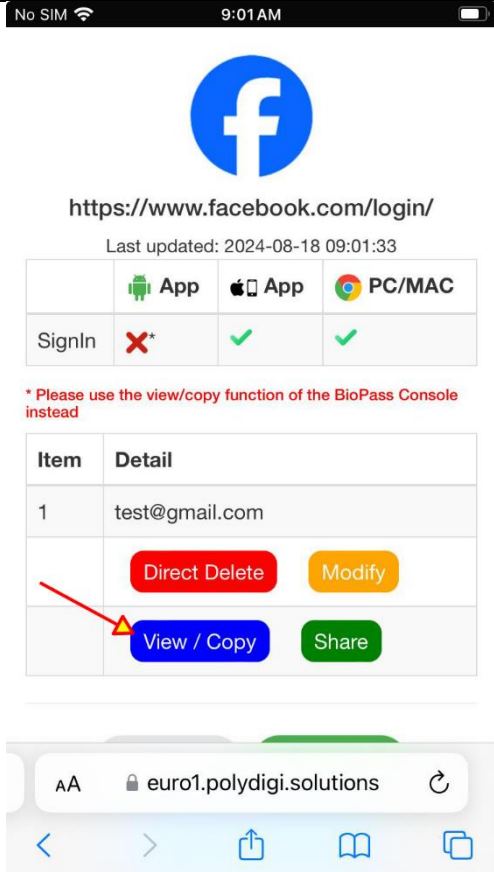 No SIM 9:01 AM
https://www.facebook.com/login/
Last updated: 2024-08-18 09:01:33
App App PC/MAC
SignIn *
* Please use the view/copy function of the BioPass Console
instead
Item Detail
1 test@gmail.com
Direct Delete Modify
View / Copy Share
AA euro1.polydigi.solutions